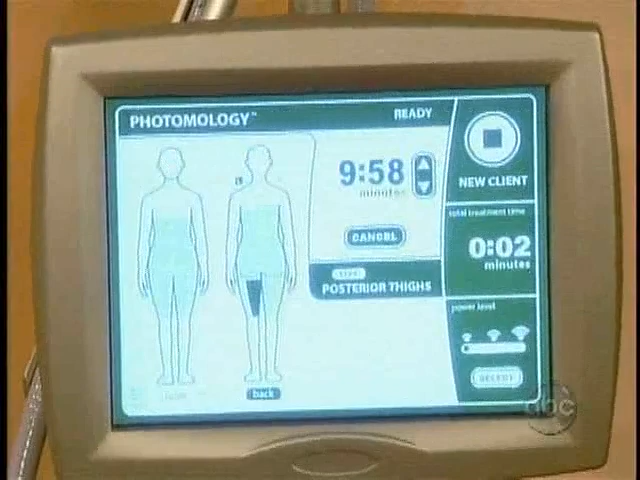 PHOTOMOLOGY™
READY
9:58
minutes
CANCEL
POSTERIOR THIGHS
back
NEW CLIENT
total treatment time
0:02
minutes
power level
abc